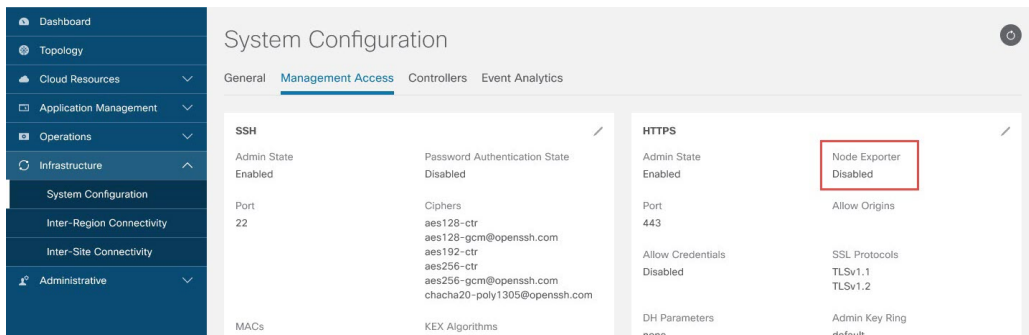 Dashboard
Topology
Cloud Resources
Application Management
Operations
Infrastructure
System Configuration
Inter-Region Connectivity
Inter-Site Connectivity
Administrative
System Configuration
General Management Access Controllers Event Analytics
SSH
Admin State Password Authentication State
Enabled Disabled
Port Ciphers
22 aes128-ctr
aes128-gcm@openssh.com
aes192-ctr
aes256-ctr
aes256-gcm@openssh.com
chacha20-poly1305@openssh.com
MACs KEX Algorithms
HTTPS
Admin State Node Exporter
Enabled Disabled
Port Allow Origins
443
Allow Credentials SSL Protocols
Disabled TLSv1.1
TLSv1.2
DH Parameters Admin Key Ring
none default